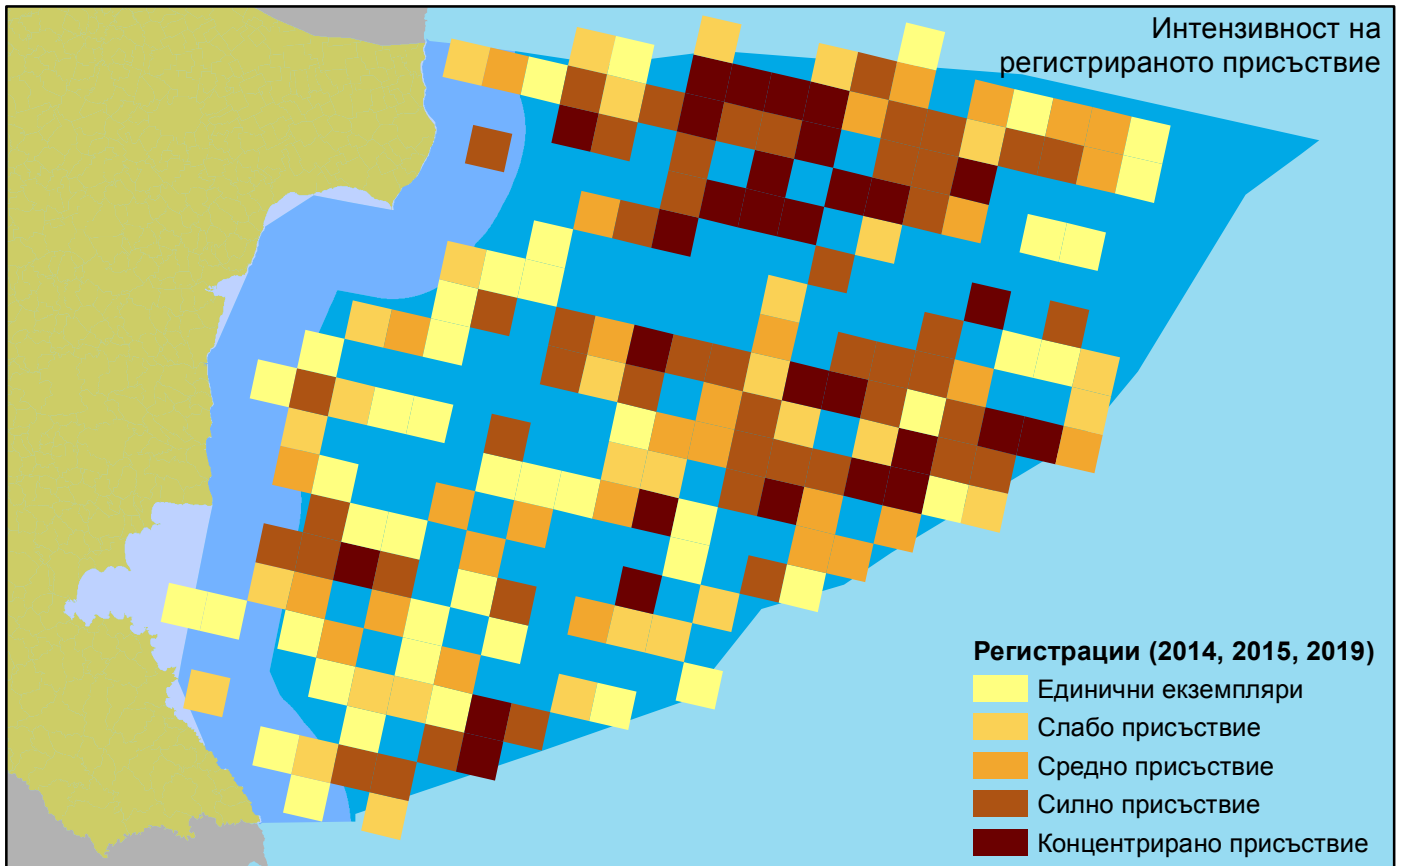 Интензивност на
регистрираното присъствие
Регистрации (2014, 2015, 2019)
Единични екземпляри
Слабо присъствие
Средно присъствие
Силно присъствие
Концентрирано присъствие